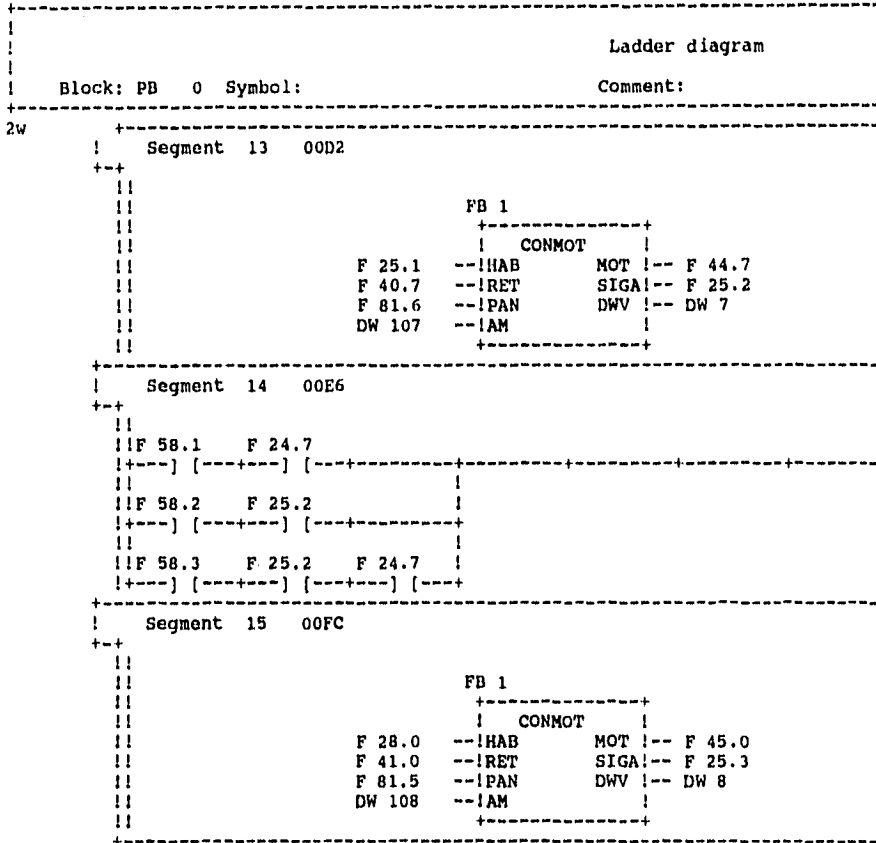 Ladder diagram
Block: PB 0 Symbol: Comment:
2w
Segment 13 00D2
FB 1
CONMOT
F 25.1 --!HAB MOT !-- F 44.7
F 40.7 --!RET SIGA!-- F 25.2
F 81.6 --!PAN DWV !-- DW 7
DW 107 --!AM !
Segment 14 00E6
F 58.1 F 24.7
+---] [---+---] [---+
F 58.2 F 25.2
+---] [---+---] [---+
F 58.3 F 25.2 F 24.7
+---] [---+---] [---+---] [---+
Segment 15 00FC
FB 1
CONMOT
F 28.0 --!HAB MOT !-- F 45.0
F 41.0 --!RET SIGA!-- F 25.3
F 81.5 --!PAN DWV !-- DW 8
DW 108 --!AM !